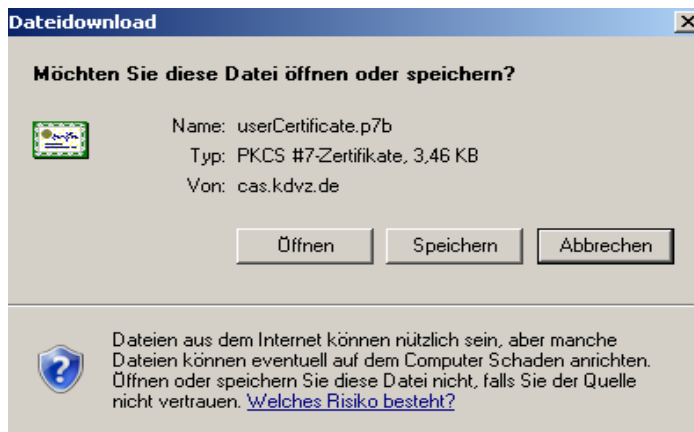 Dateidownload
Möchten Sie diese Datei öffnen oder speichern?
Name: userCertificate.p7b
Typ: PKCS #7-Zertifikate, 3,46 KB
Von: cas.kdvz.de
Öffnen Speichern Abbrechen
Dateien aus dem Internet können nützlich sein, aber manche
Dateien können eventuell auf dem Computer Schaden anrichten.
Öffnen oder speichern Sie diese Datei nicht, falls Sie der Quelle
nicht vertrauen. Welches Risiko besteht?